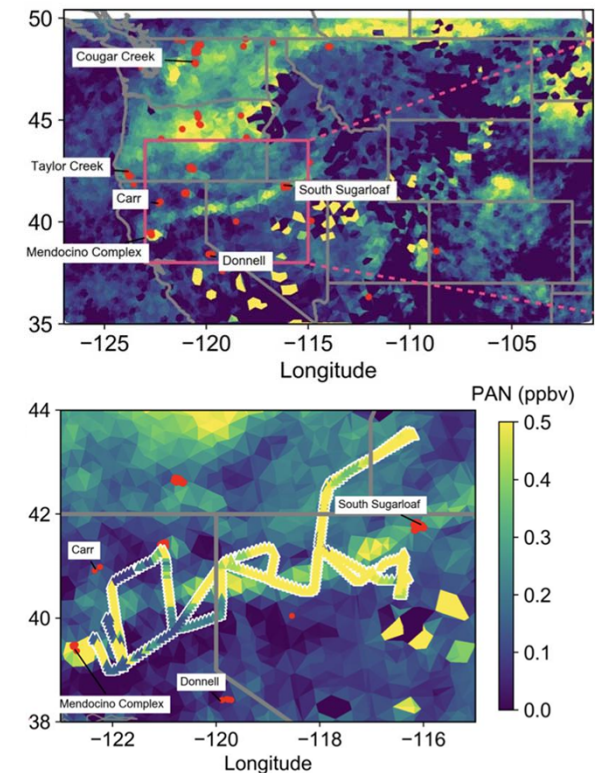 50
Cougar Creek
45
Taylor Creek
South Sugarloaf
Carr
40
Mendocino Complex
Donnell
35
−125
−120
−115
−110
−105
Longitude
PAN (ppbv)
44
0.5
South Sugarloaf
0.4
42
Carr
0.3
40
0.2
Donnell
0.1
Mendocino Complex
38
0.0
−122
−120
−118
−116
Longitude